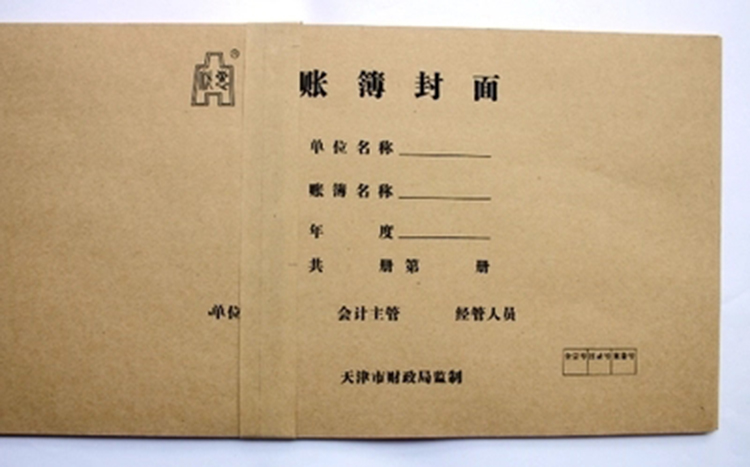 账簿封面
单位名称
账簿名称
年 度
共 册 第 册
单位 会计主管 经管人员
天津市财政局监制